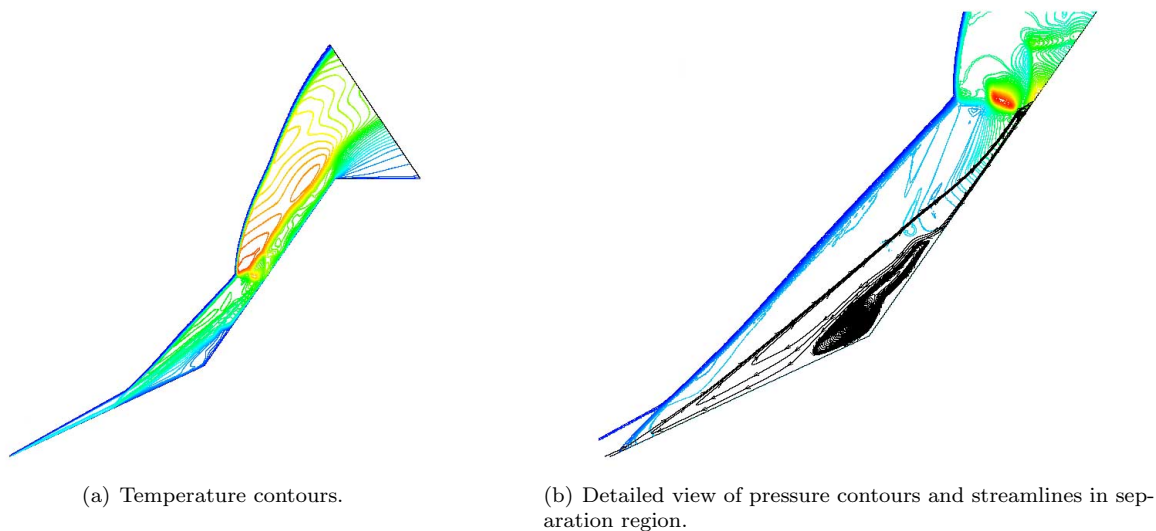 (a) Temperature contours.
(b) Detailed view of pressure contours and streamlines in sep-
aration region.